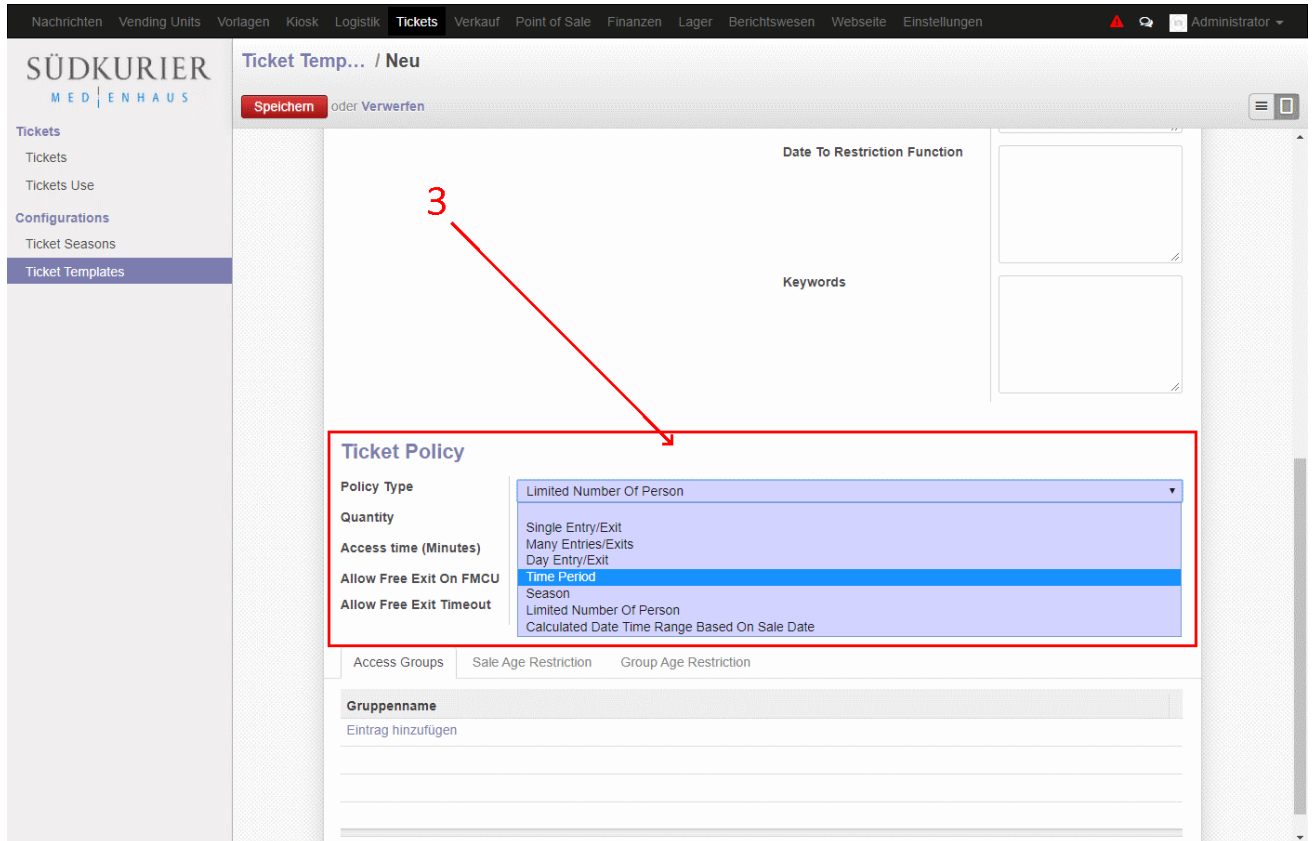 Nachrichten Vending Units Vorlagen Kiosk Logistik Tickets Verkauf Point of Sale Finanzen Lager Berichtswesen Webseite Einstellungen Administrator
SÜDKURIER
MEDIENHAUS
Ticket Temp... / Neu
Speichern oder Verwerfen
Tickets
Tickets
Tickets Use
Configurations
Ticket Seasons
Ticket Templates
Date To Restriction Function
3
Keywords
Ticket Policy
Policy Type
Limited Number Of Person
Quantity
Access time (Minutes)
Allow Free Exit On FMCU
Allow Free Exit Timeout
Single Entry/Exit
Many Entries/Exits
Day Entry/Exit
Time Period
Season
Limited Number Of Person
Calculated Date Time Range Based On Sale Date
Access Groups Sale Age Restriction Group Age Restriction
Gruppenname
Eintrag hinzufügen